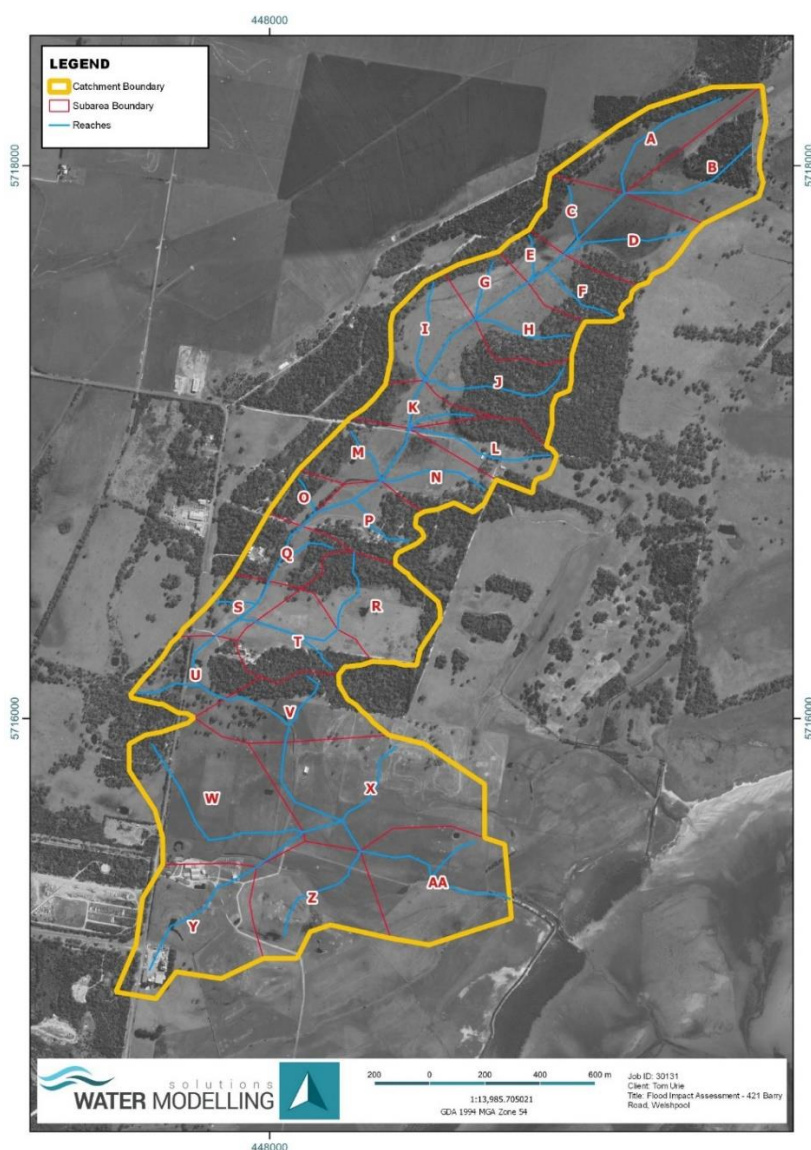 448000
LEGEND
Catchment Boundary
Subarea Boundary
Reaches
5718000
5718000
A
B
C
D
E
F
G
H
I
J
K
L
M
N
O
P
Q
R
S
T
U
V
5716000
5716000
W
X
AA
Z
Y
solutions
WATER MODELLING
200 0 200 400 600 m
1:13,985.705021
GDA 1994 MGA Zone 54
Job ID: 30131
Client: Tom Urie
Title: Flood Impact Assessment - 421 Barry
Road, Welshpool
448000